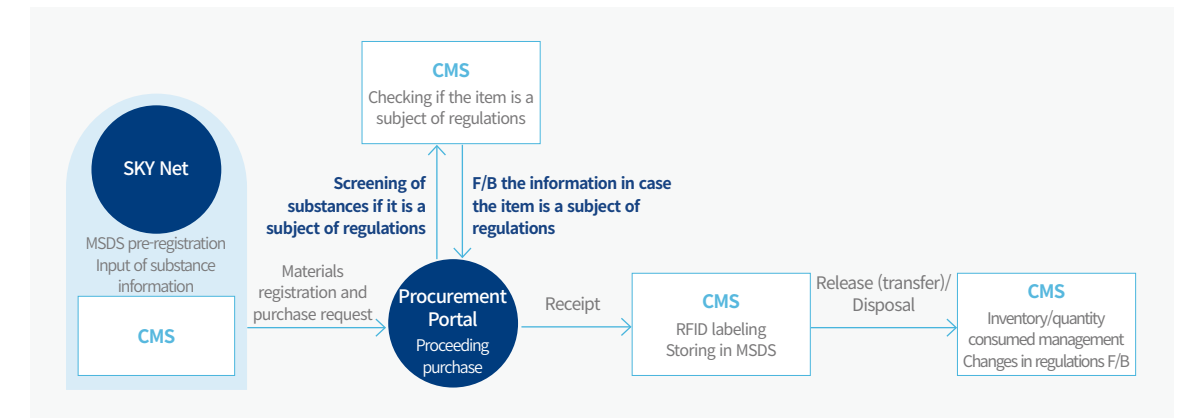 SKY Net
MSDS pre-registration
Input of substance
information
CMS
Materials
registration and
purchase request
CMS
Checking if the item is a
subject of regulations
Screening of
substances if it is a
subject of regulations
F/B the information in case
the item is a subject of
regulations
Procurement
Portal
Proceeding
purchase
Receipt
CMS
RFID labeling
Storing in MSDS
Release (transfer)/
Disposal
CMS
Inventory/quantity
consumed management
Changes in regulations F/B